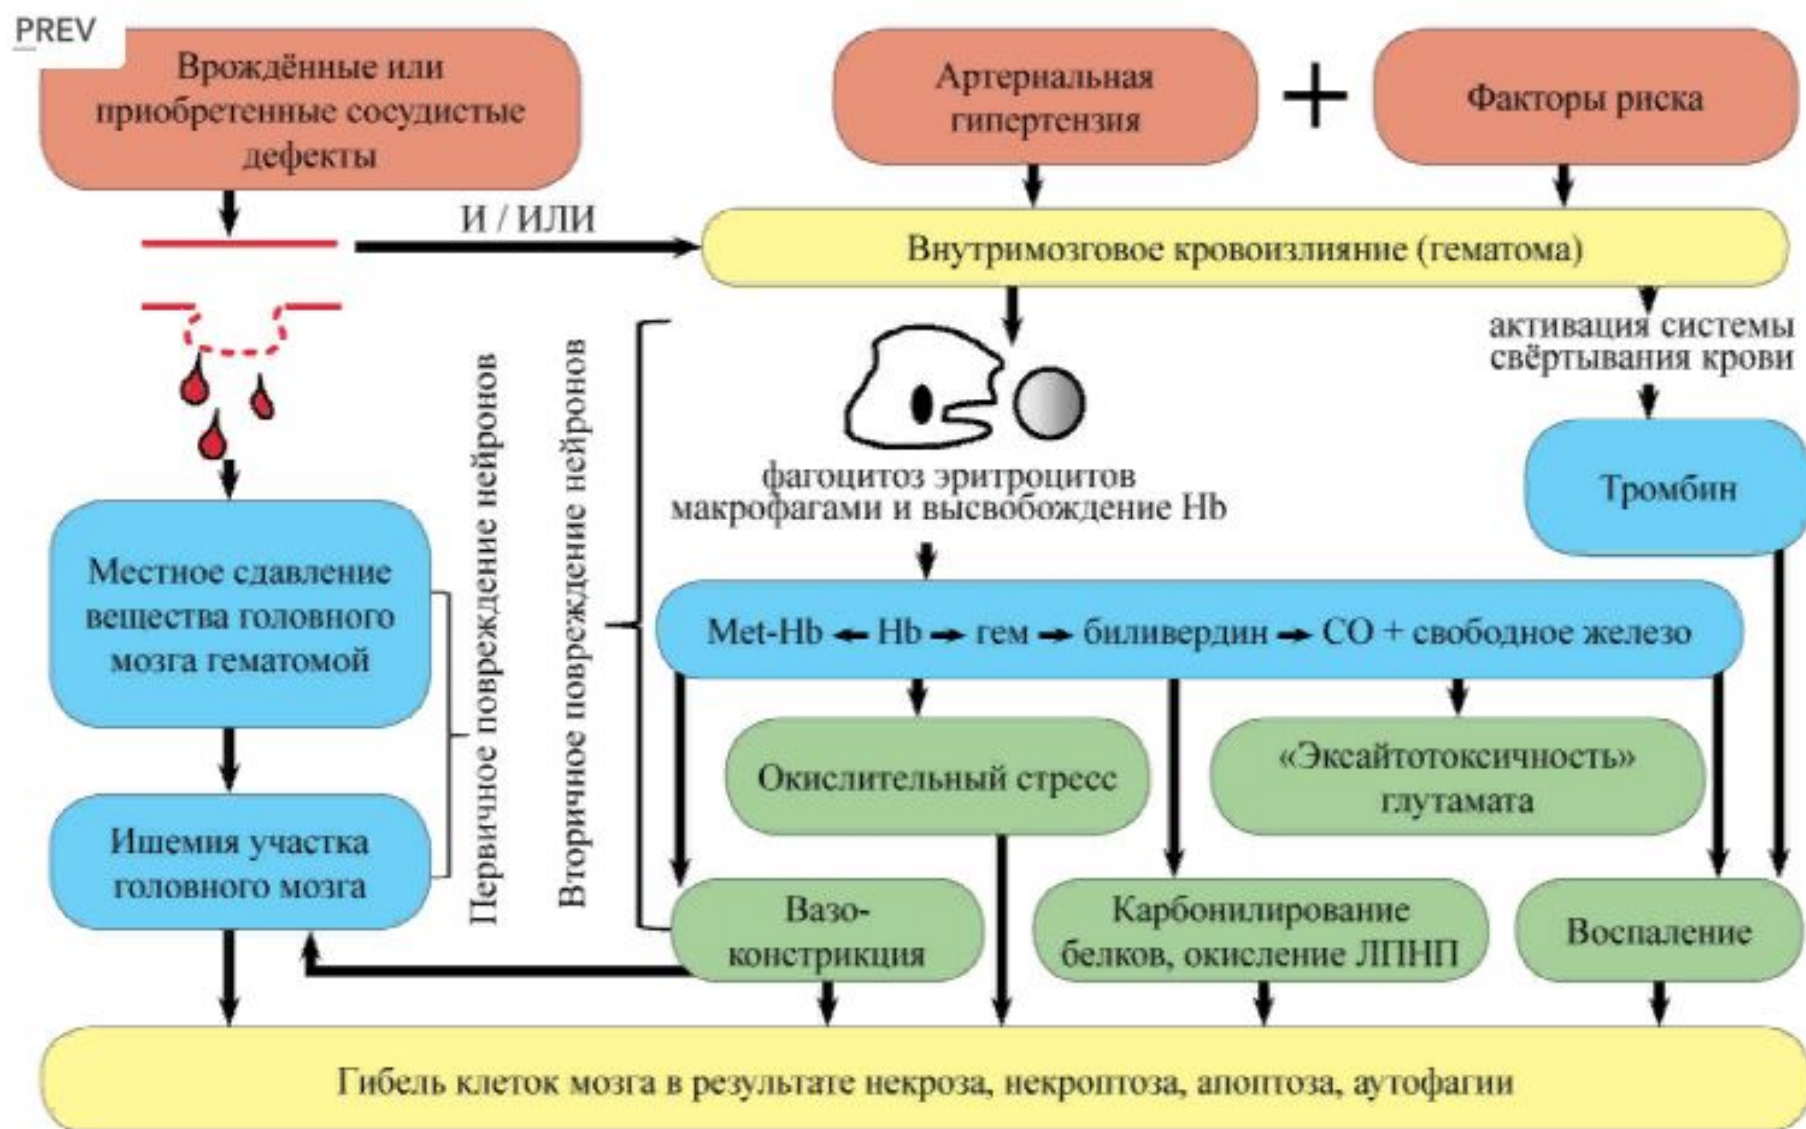 PREV
Врождённые или
приобретенные сосудистые
дефекты
Артериальная
гипертензия
+
Факторы риска
И / ИЛИ
Внутримозговое кровоизлияние (гематома)
активация системы
свёртывания крови
Тромбин
фагоцитоз эритроцитов
макрофагами и высвобождение Hb
Первичное повреждение нейронов
Вторичное повреждение нейронов
Местное сдавление
вещества головного
мозга гематомой
Met-Hb ← Hb → гем → биливердин → CO + свободное железо
Окислительный стресс
«Эксайтотоксичность»
глутамата
Ишемия участка
головного мозга
Вазо-
констрикция
Карбонилирование
белков, окисление ЛПНП
Воспаление
Гибель клеток мозга в результате некроза, некроптоза, апоптоза, аутофагии